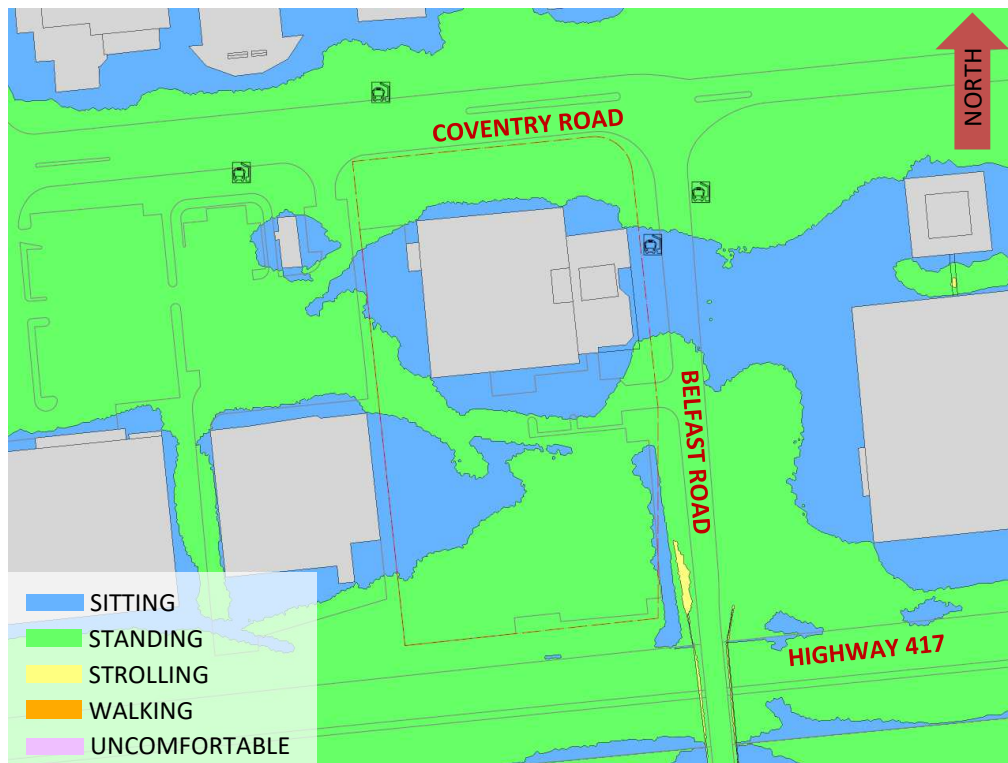 NORTH
COVENTRY ROAD
BELFAST ROAD
HIGHWAY 417
SITTING
STANDING
STROLLING
WALKING
UNCOMFORTABLE